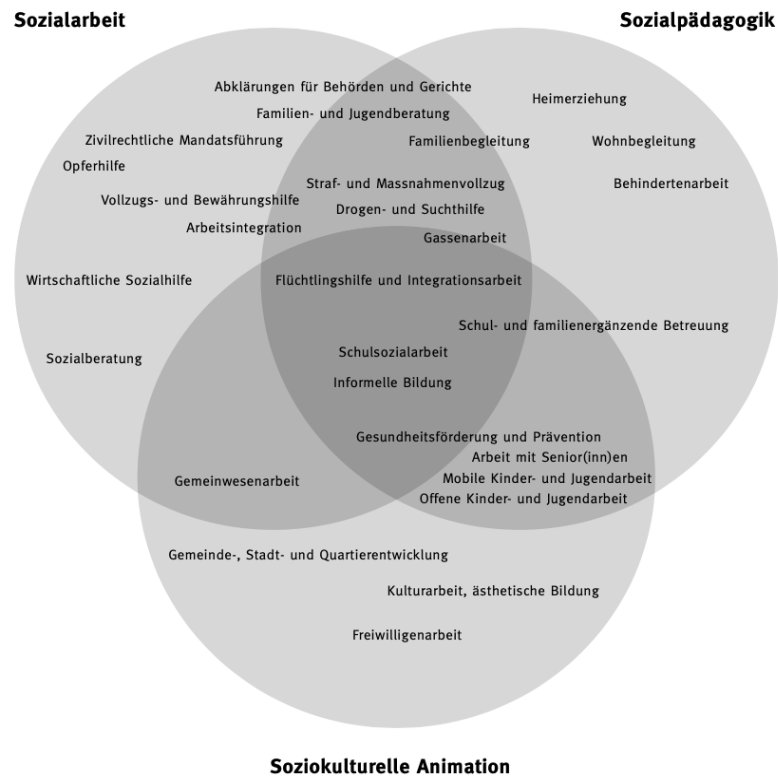 Sozialarbeit
Sozialpädagogik
Abklärungen für Behörden und Gerichte
Heimerziehung
Familien- und Jugendberatung
Zivilrechtliche Mandatsführung
Familienbegleitung
Wohnbegleitung
Opferhilfe
Straf- und Massnahmenvollzug
Behindertenarbeit
Vollzugs- und Bewährungshilfe
Drogen- und Suchthilfe
Arbeitsintegration
Gassenarbeit
Wirtschaftliche Sozialhilfe
Flüchtlingshilfe und Integrationsarbeit
Schul- und familienergänzende Betreuung
Sozialberatung
Schulsozialarbeit
Informelle Bildung
Gesundheitsförderung und Prävention
Arbeit mit Senior(inn)en
Gemeinwesenarbeit
Mobile Kinder- und Jugendarbeit
Offene Kinder- und Jugendarbeit
Gemeinde-, Stadt- und Quartierentwicklung
Kulturarbeit, ästhetische Bildung
Freiwilligenarbeit
Soziokulturelle Animation